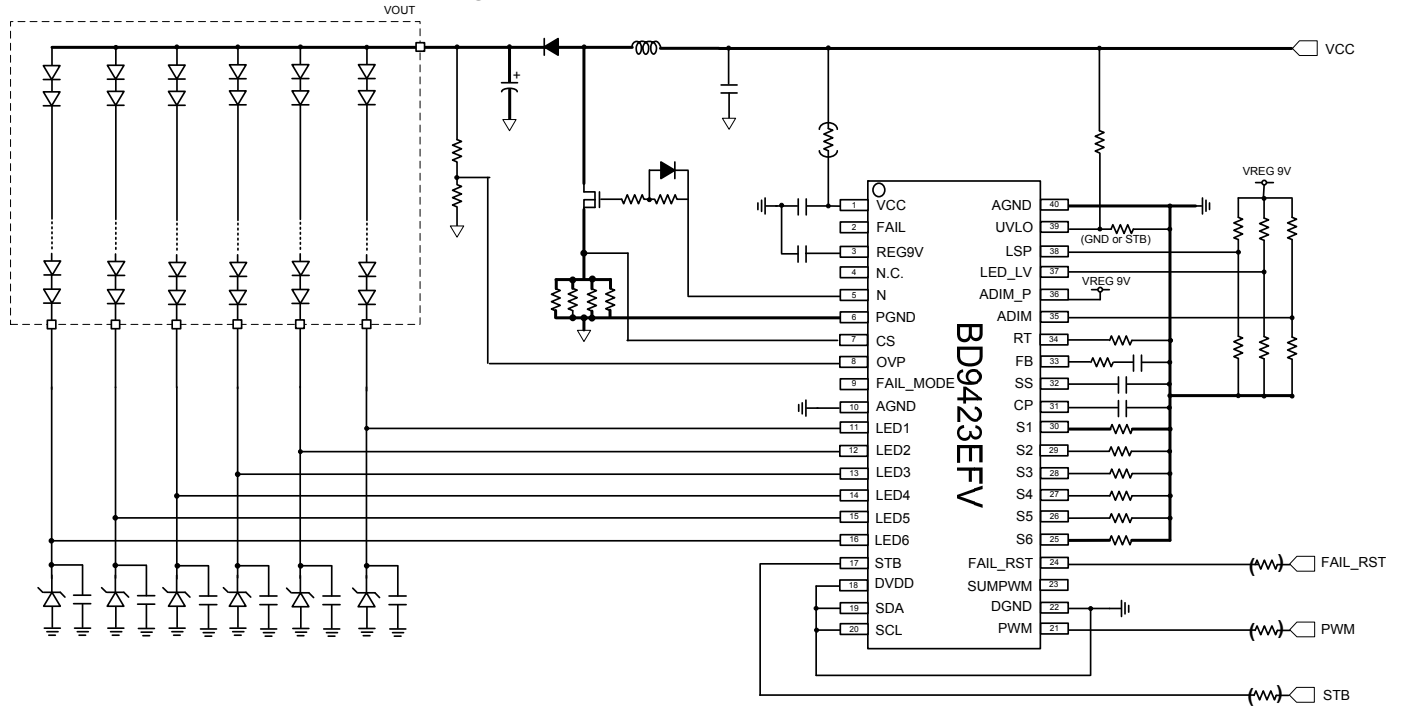 VOUT
VCC
+
VREG 9V
1 VCC AGND 40
2 FAIL UVLO 39
(GND or STB)
3 REG9V LSP 38
4 N.C. LED_LV 37
VREG 9V
5 N ADIM_P 36
6 PGND ADIM 35
7 CS RT 34
8 OVP FB 33
9 FAIL_MODE SS 32
10 AGND CP 31
11 LED1 S1 30
12 LED2 S2 29
13 LED3 S3 28
14 LED4 S4 27
15 LED5 S5 26
16 LED6 S6 25
17 STB FAIL_RST 24
18 DVDD SUMPWM 23
19 SDA DGND 22
20 SCL PWM 21
BD9423EFV
FAIL_RST
PWM
STB